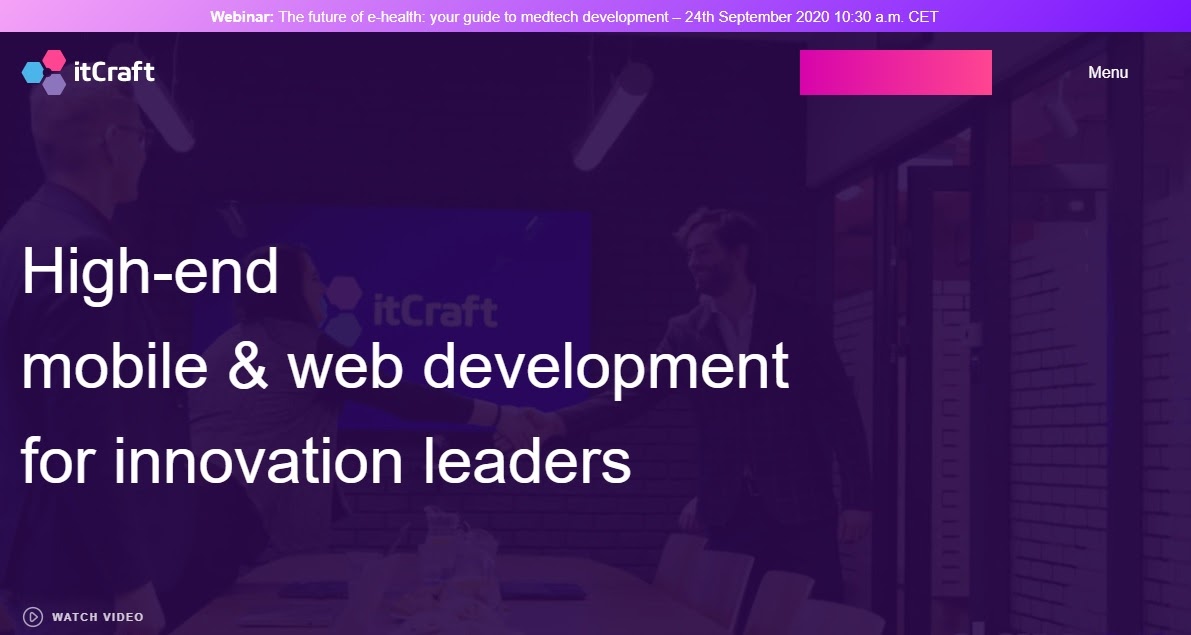 Webinar: The future of e-health: your guide to medtech development – 24th September 2020 10:30 a.m. CET
itCraft
Menu
High-end
itCraft
mobile & web development
for innovation leaders
WATCH VIDEO